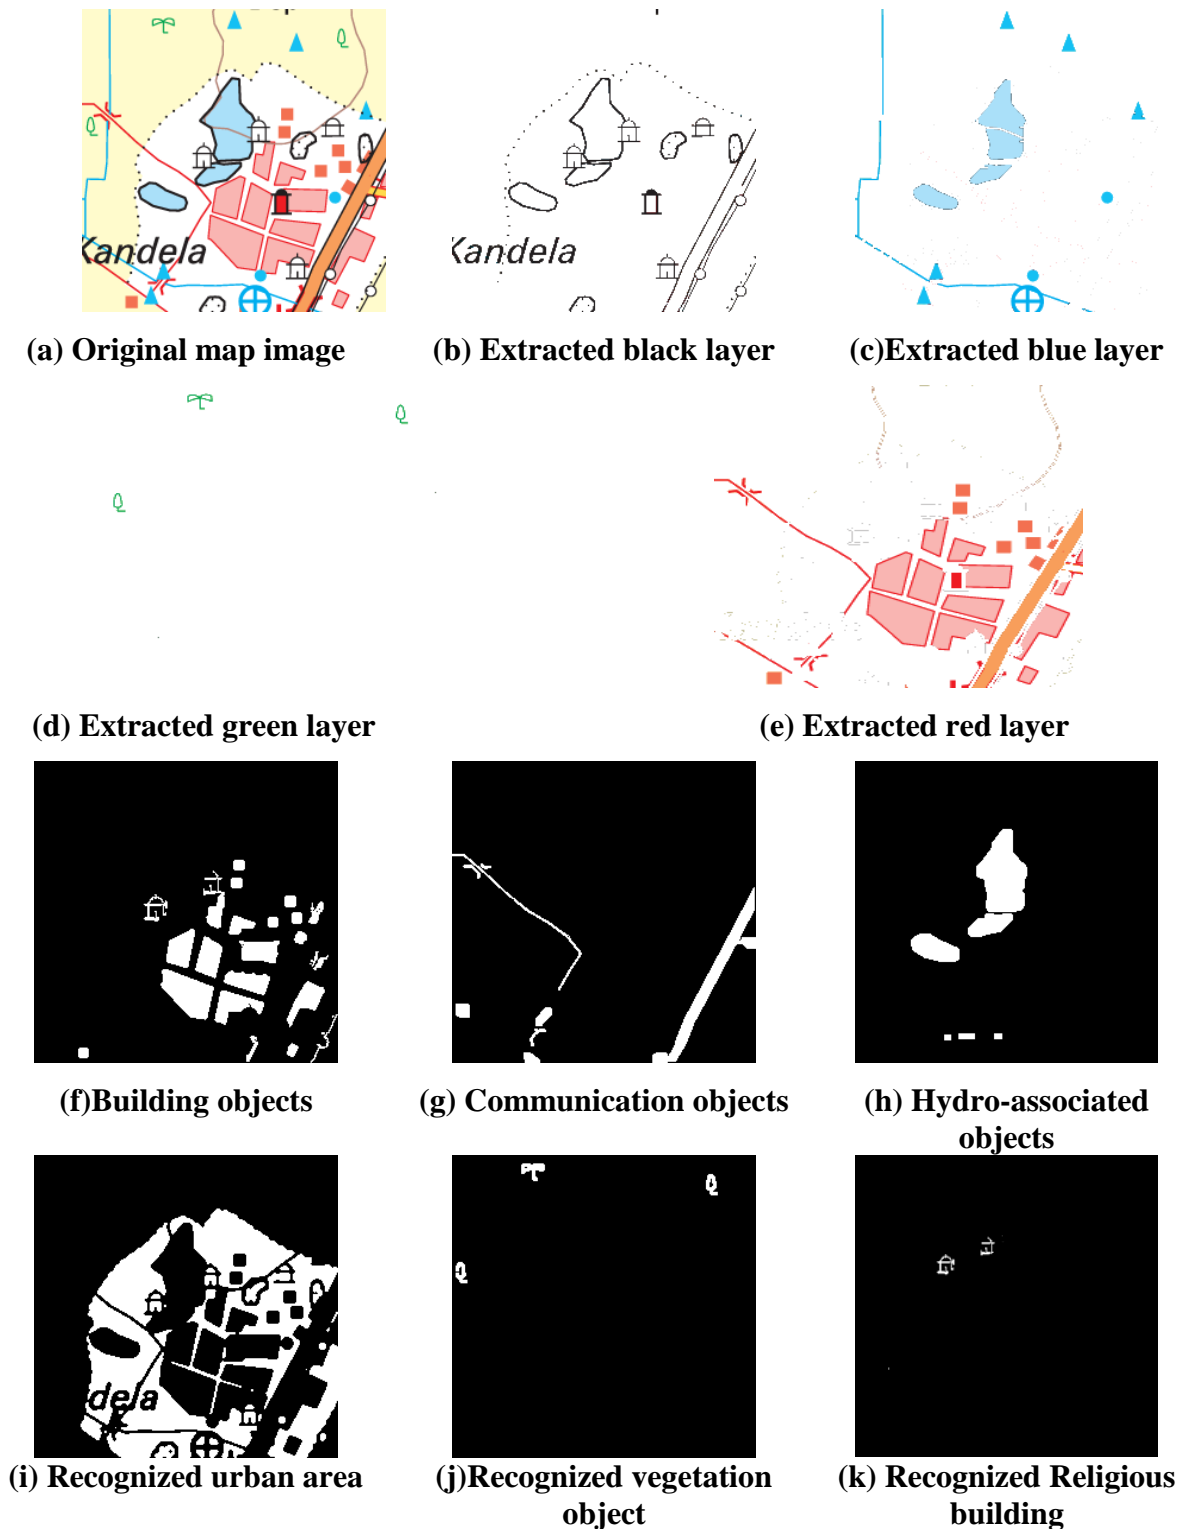 Kandela
Kandela
(a) Original map image
(b) Extracted black layer
(c)Extracted blue layer
(d) Extracted green layer
(e) Extracted red layer
(f)Building objects
(g) Communication objects
(h) Hydro-associated
objects
dela
(i) Recognized urban area
(j)Recognized vegetation
object
(k) Recognized Religious
building